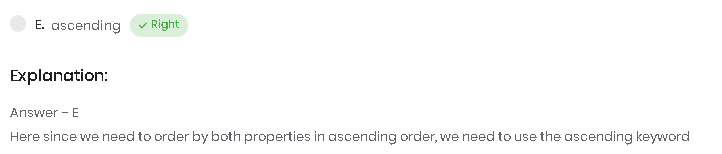 E. ascending ✓ Right
Explanation:
Answer – E
Here since we need to order by both properties in ascending order, we need to use the ascending keyword